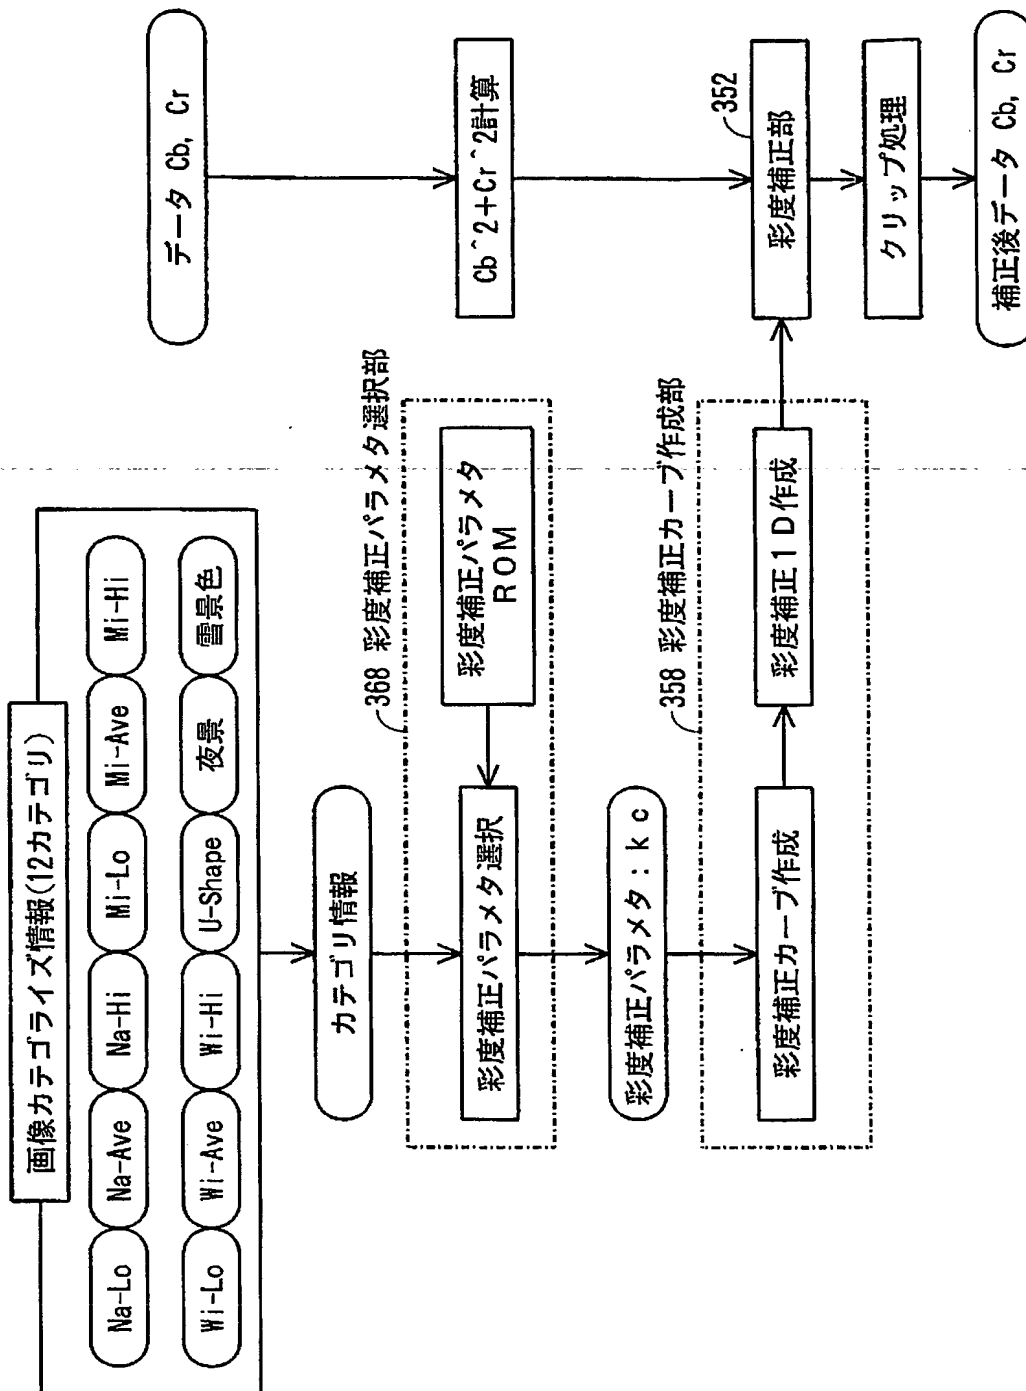 画像カテゴライズ情報(12カテゴリ)
Na-Lo
Na-Ave
Na-Hi
Mi-Lo
Mi-Ave
Mi-Hi
Wi-Lo
Wi-Ave
Wi-Hi
U-Shape
夜景
雪景色
カテゴリ情報
368 彩度補正パラメタ選択部
彩度補正パラメタ選択
彩度補正パラメタ
ROM
彩度補正パラメタ:kc
358 彩度補正カーブ作成部
彩度補正カーブ作成
彩度補正1D作成
データ Cb, Cr
Cb^2+Cr^2計算
352
彩度補正部
クリップ処理
補正後データ Cb, Cr